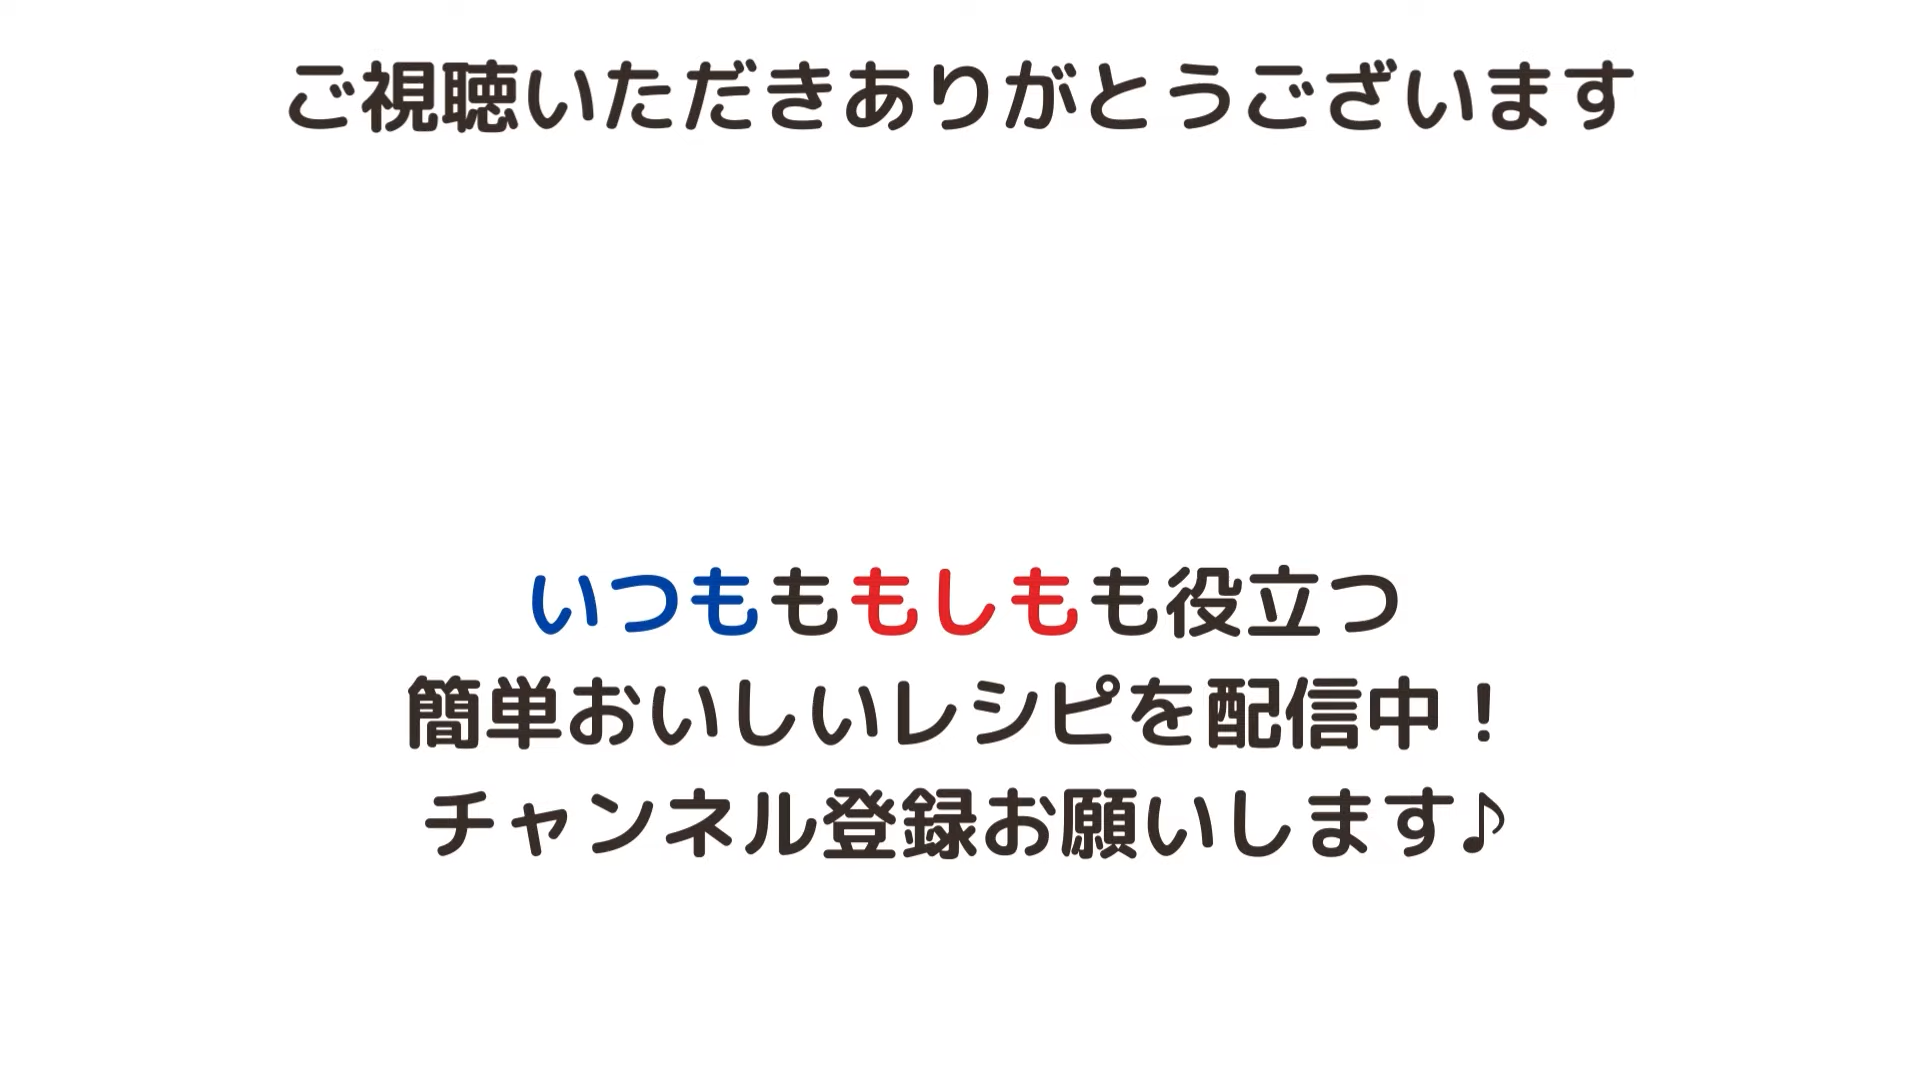 ご視聴いただきありがとうございます
いつもももしもも役立つ
簡単おいしいレシピを配信中！
チャンネル登録お願いします♪